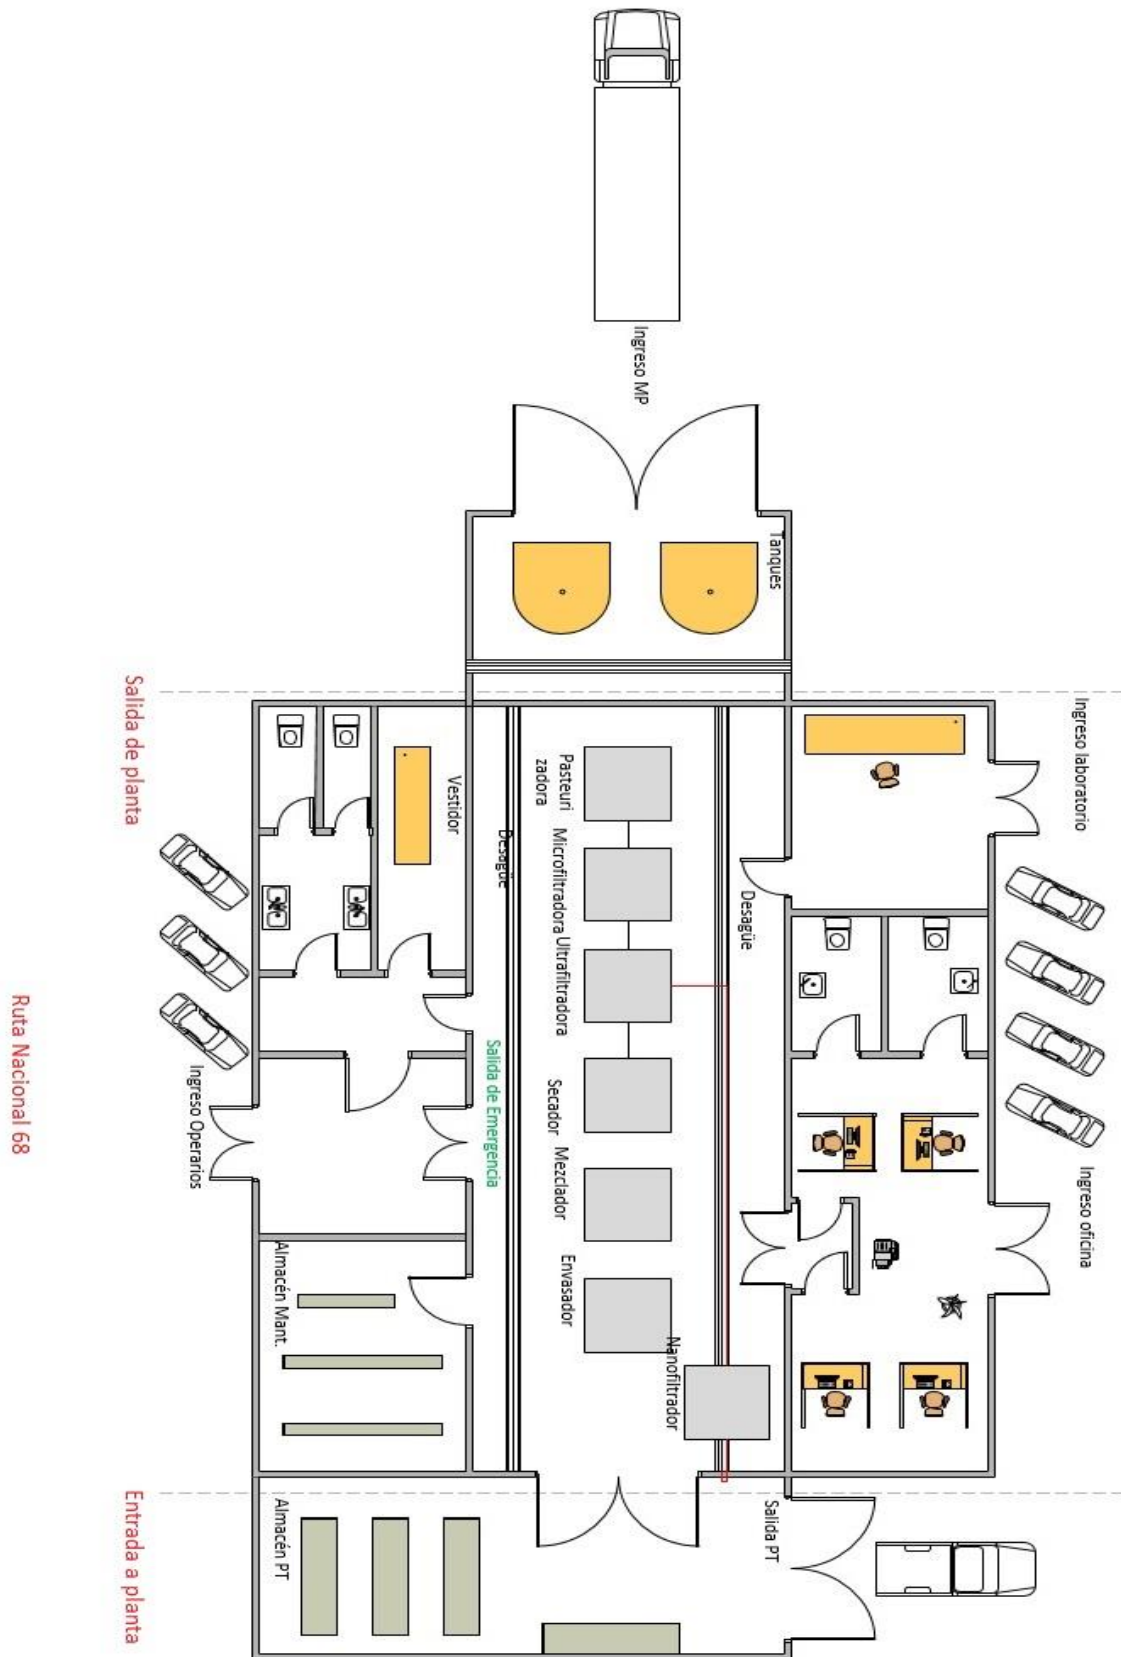 Ingreso MP
Tanques
Salida de planta
Ingreso laboratorio
Vestidor
Pasteuri
zadora
Desagüe
Microfiltradora
Desagüe
Ultrafiltradora
Ruta Nacional 68
Ingreso Operarios
Salida de Emergencia
Secador
Mezclador
Ingreso oficina
Almacén Mant.
Envasador
Nanofiltrador
Entrada a planta
Almacén PT
Salida PT